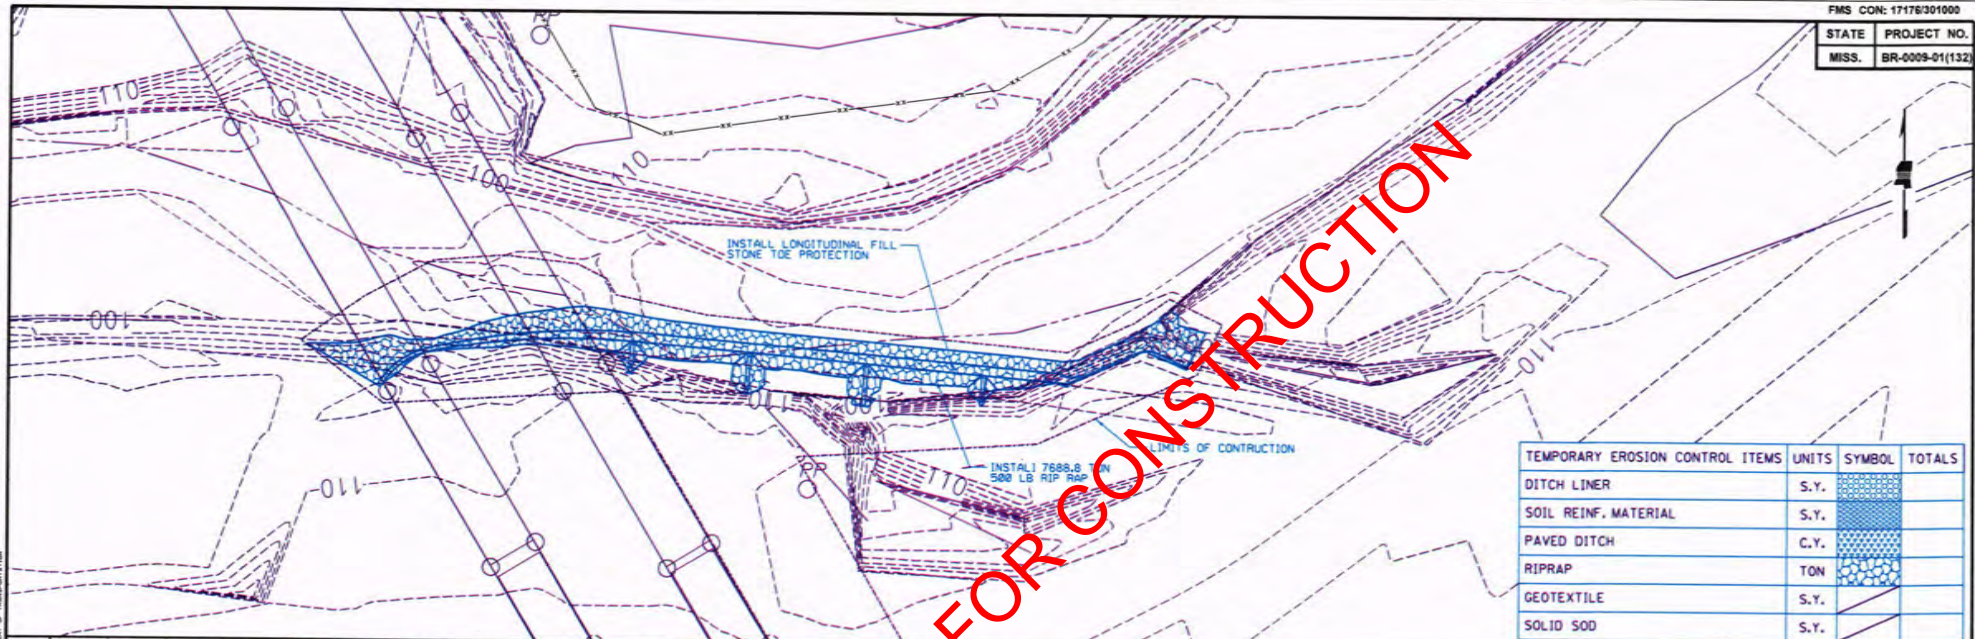 FMS CON: 17176/301000
STATE PROJECT NO.
MISS. BR-0009-01(132)
110
100
110
INSTALL LONGITUDINAL FILL
STONE TOE PROTECTION
100
FOR CONSTRUCTION
110
110
100
LIMITS OF CONTRUCTION
PP
INSTALL 7688.8 TON
500 LB RIP RAP
110
110
TEMPORARY EROSION CONTROL ITEMS UNITS SYMBOL TOTALS
DITCH LINER S.Y.
SOIL REINF. MATERIAL S.Y.
PAVED DITCH C.Y.
RIPRAP TON
GEOTEXTILE S.Y.
SOLID SOD S.Y.